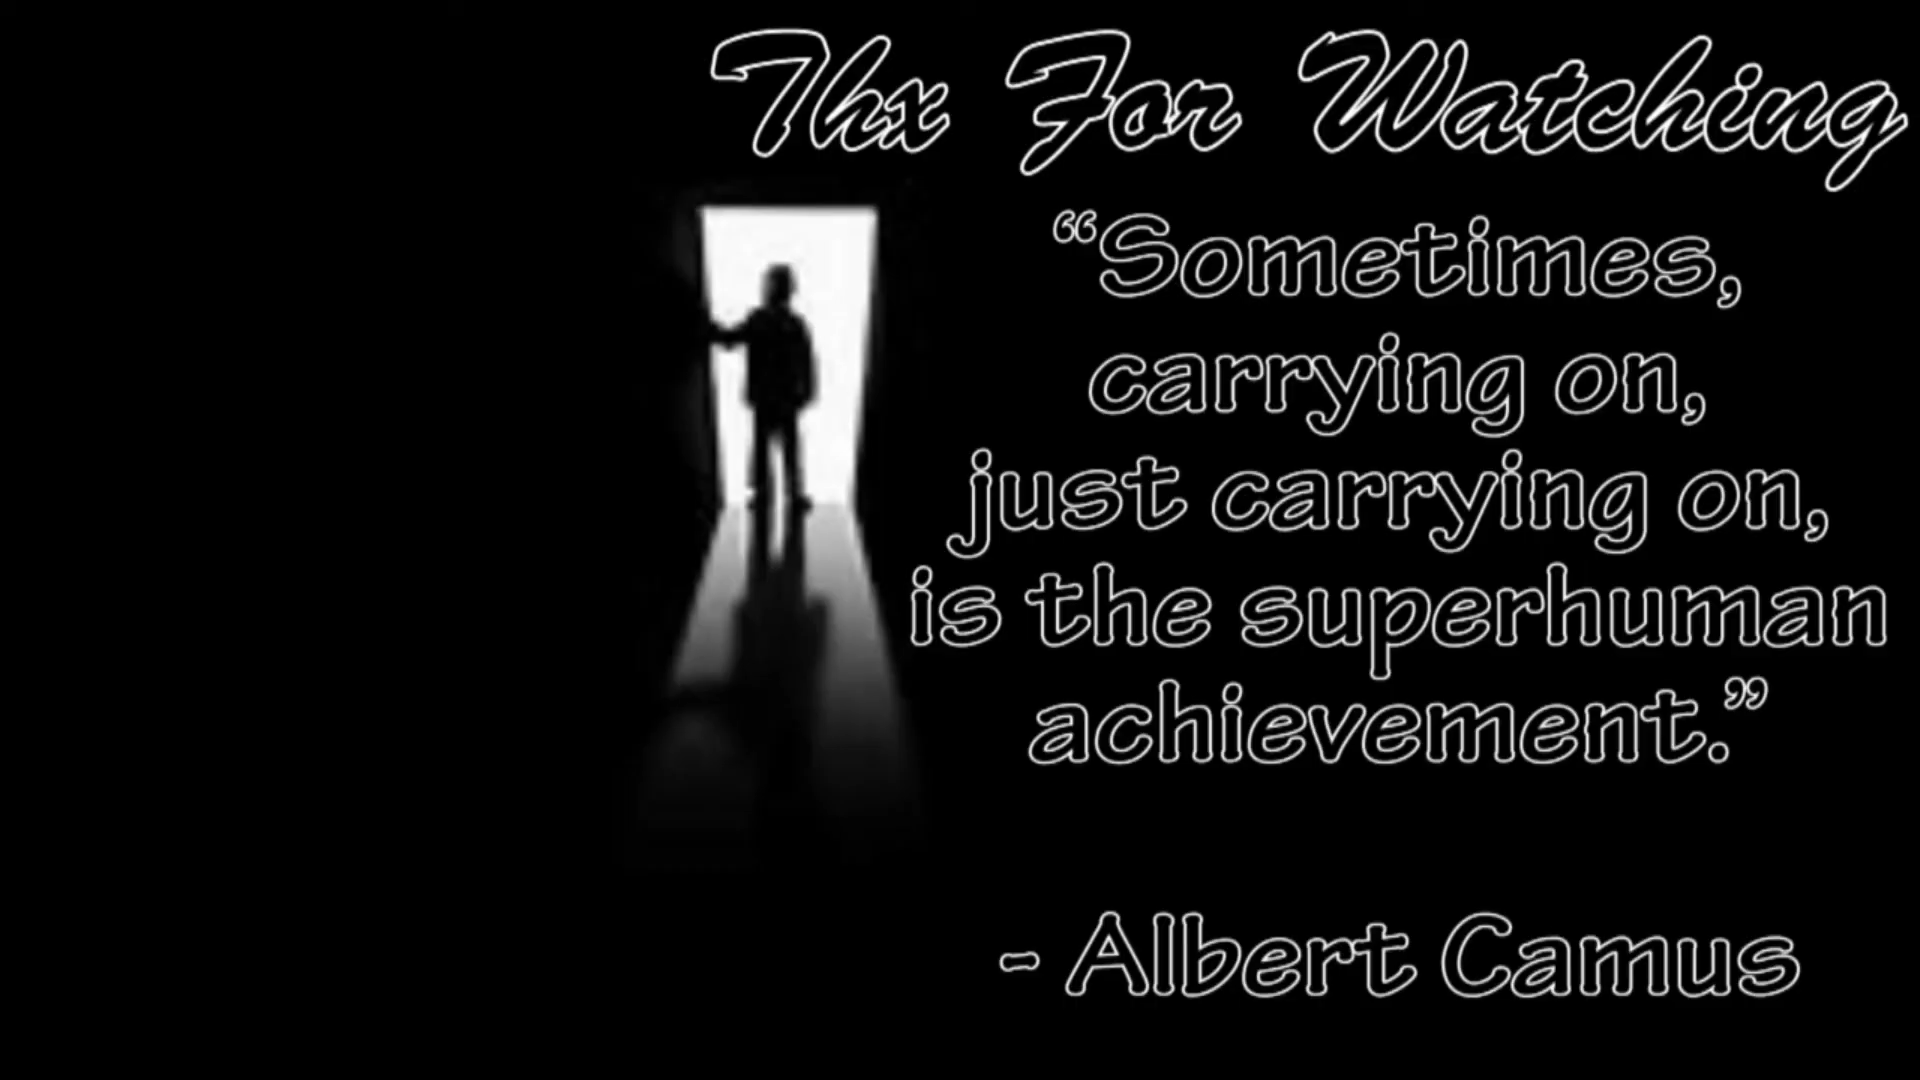 Thx For Watching
“Sometimes,
carrying on,
just carrying on,
is the superhuman
achievement.”
- Albert Camus